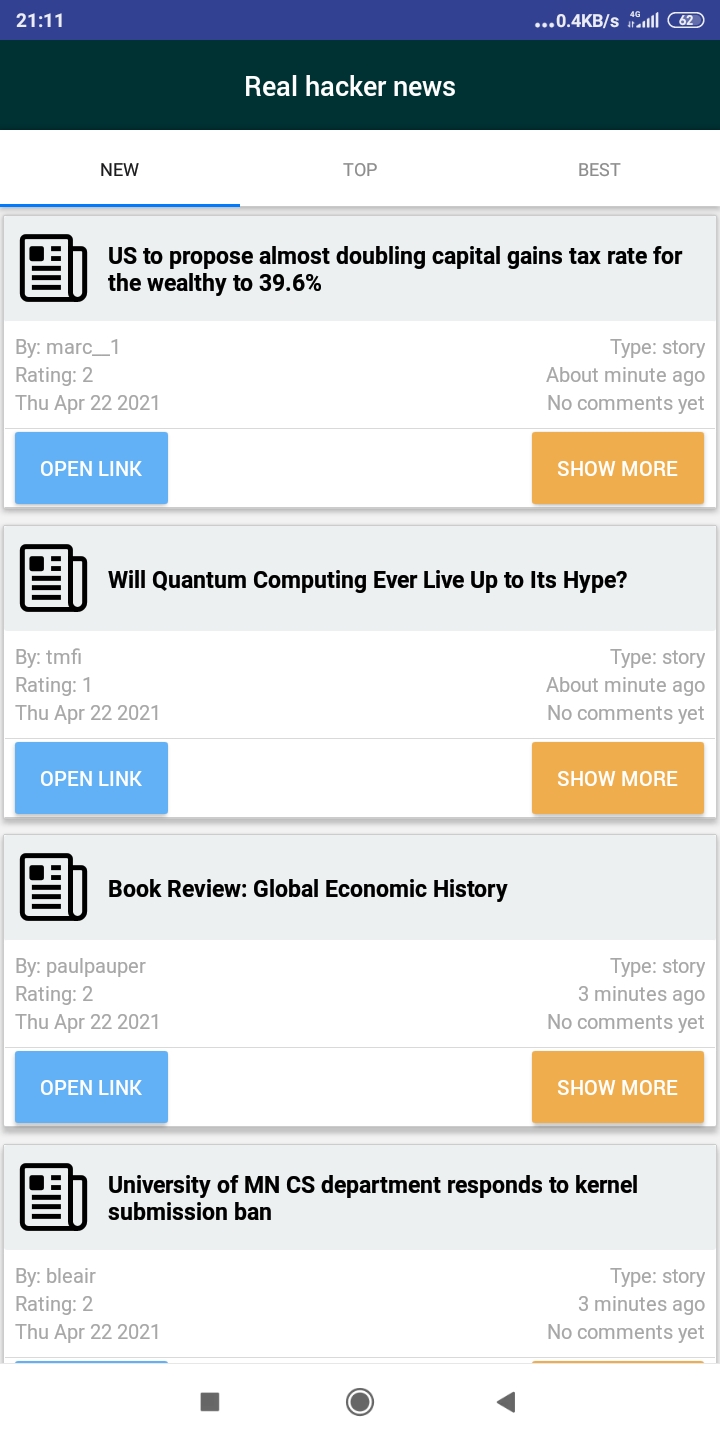 21:11
...0.4KB/s 4G 62
Real hacker news
NEW TOP BEST
US to propose almost doubling capital gains tax rate for
the wealthy to 39.6%
By: marc__1 Type: story
Rating: 2 About minute ago
Thu Apr 22 2021 No comments yet
OPEN LINK SHOW MORE
Will Quantum Computing Ever Live Up to Its Hype?
By: tmfi Type: story
Rating: 1 About minute ago
Thu Apr 22 2021 No comments yet
OPEN LINK SHOW MORE
Book Review: Global Economic History
By: paulpauper Type: story
Rating: 2 3 minutes ago
Thu Apr 22 2021 No comments yet
OPEN LINK SHOW MORE
University of MN CS department responds to kernel
submission ban
By: bleair Type: story
Rating: 2 3 minutes ago
Thu Apr 22 2021 No comments yet